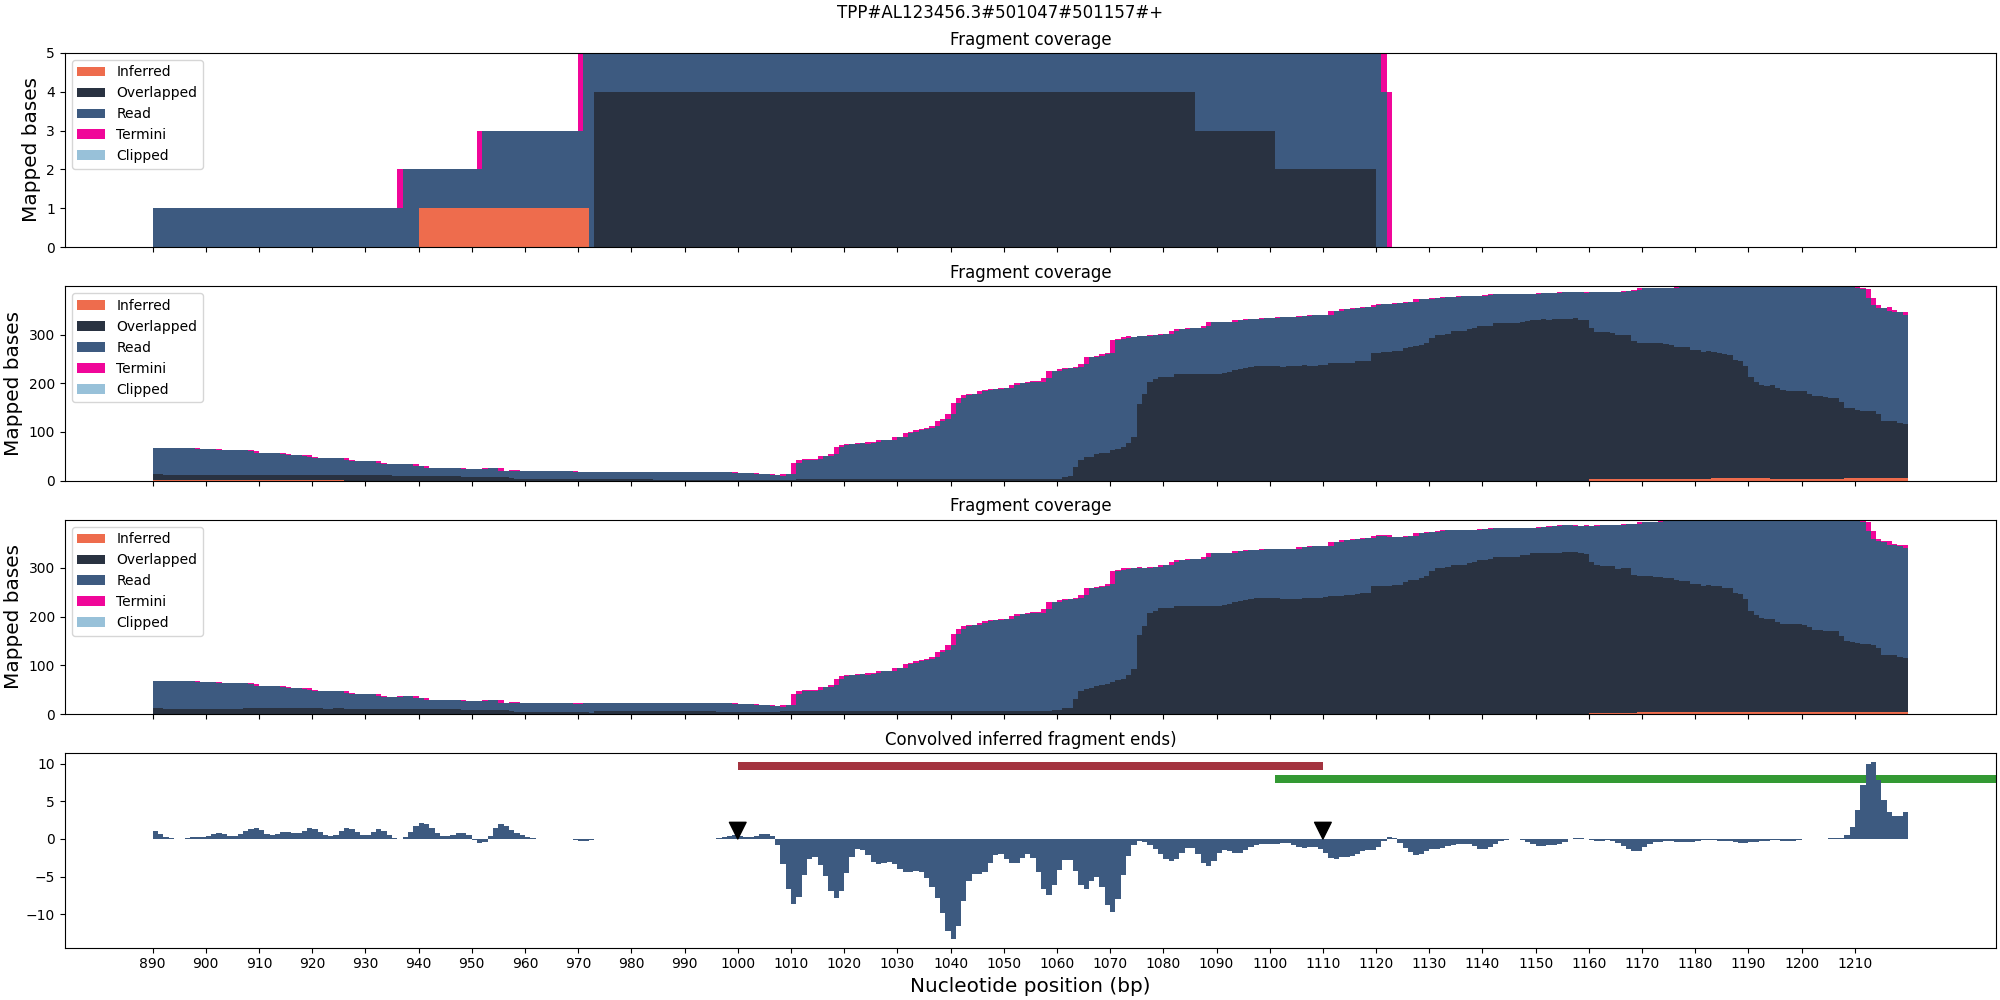 TPP#AL123456.3#501047#501157#+
Fragment coverage
Mapped bases
5
4
3
2
1
0
Inferred
Overlapped
Read
Termini
Clipped
Fragment coverage
Mapped bases
300
200
100
0
Inferred
Overlapped
Read
Termini
Clipped
Fragment coverage
Mapped bases
300
200
100
0
Inferred
Overlapped
Read
Termini
Clipped
Convolved inferred fragment ends)
10
5
0
−5
−10
890 900 910 920 930 940 950 960 970 980 990 1000 1010 1020 1030 1040 1050 1060 1070 1080 1090 1100 1110 1120 1130 1140 1150 1160 1170 1180 1190 1200 1210
Nucleotide position (bp)